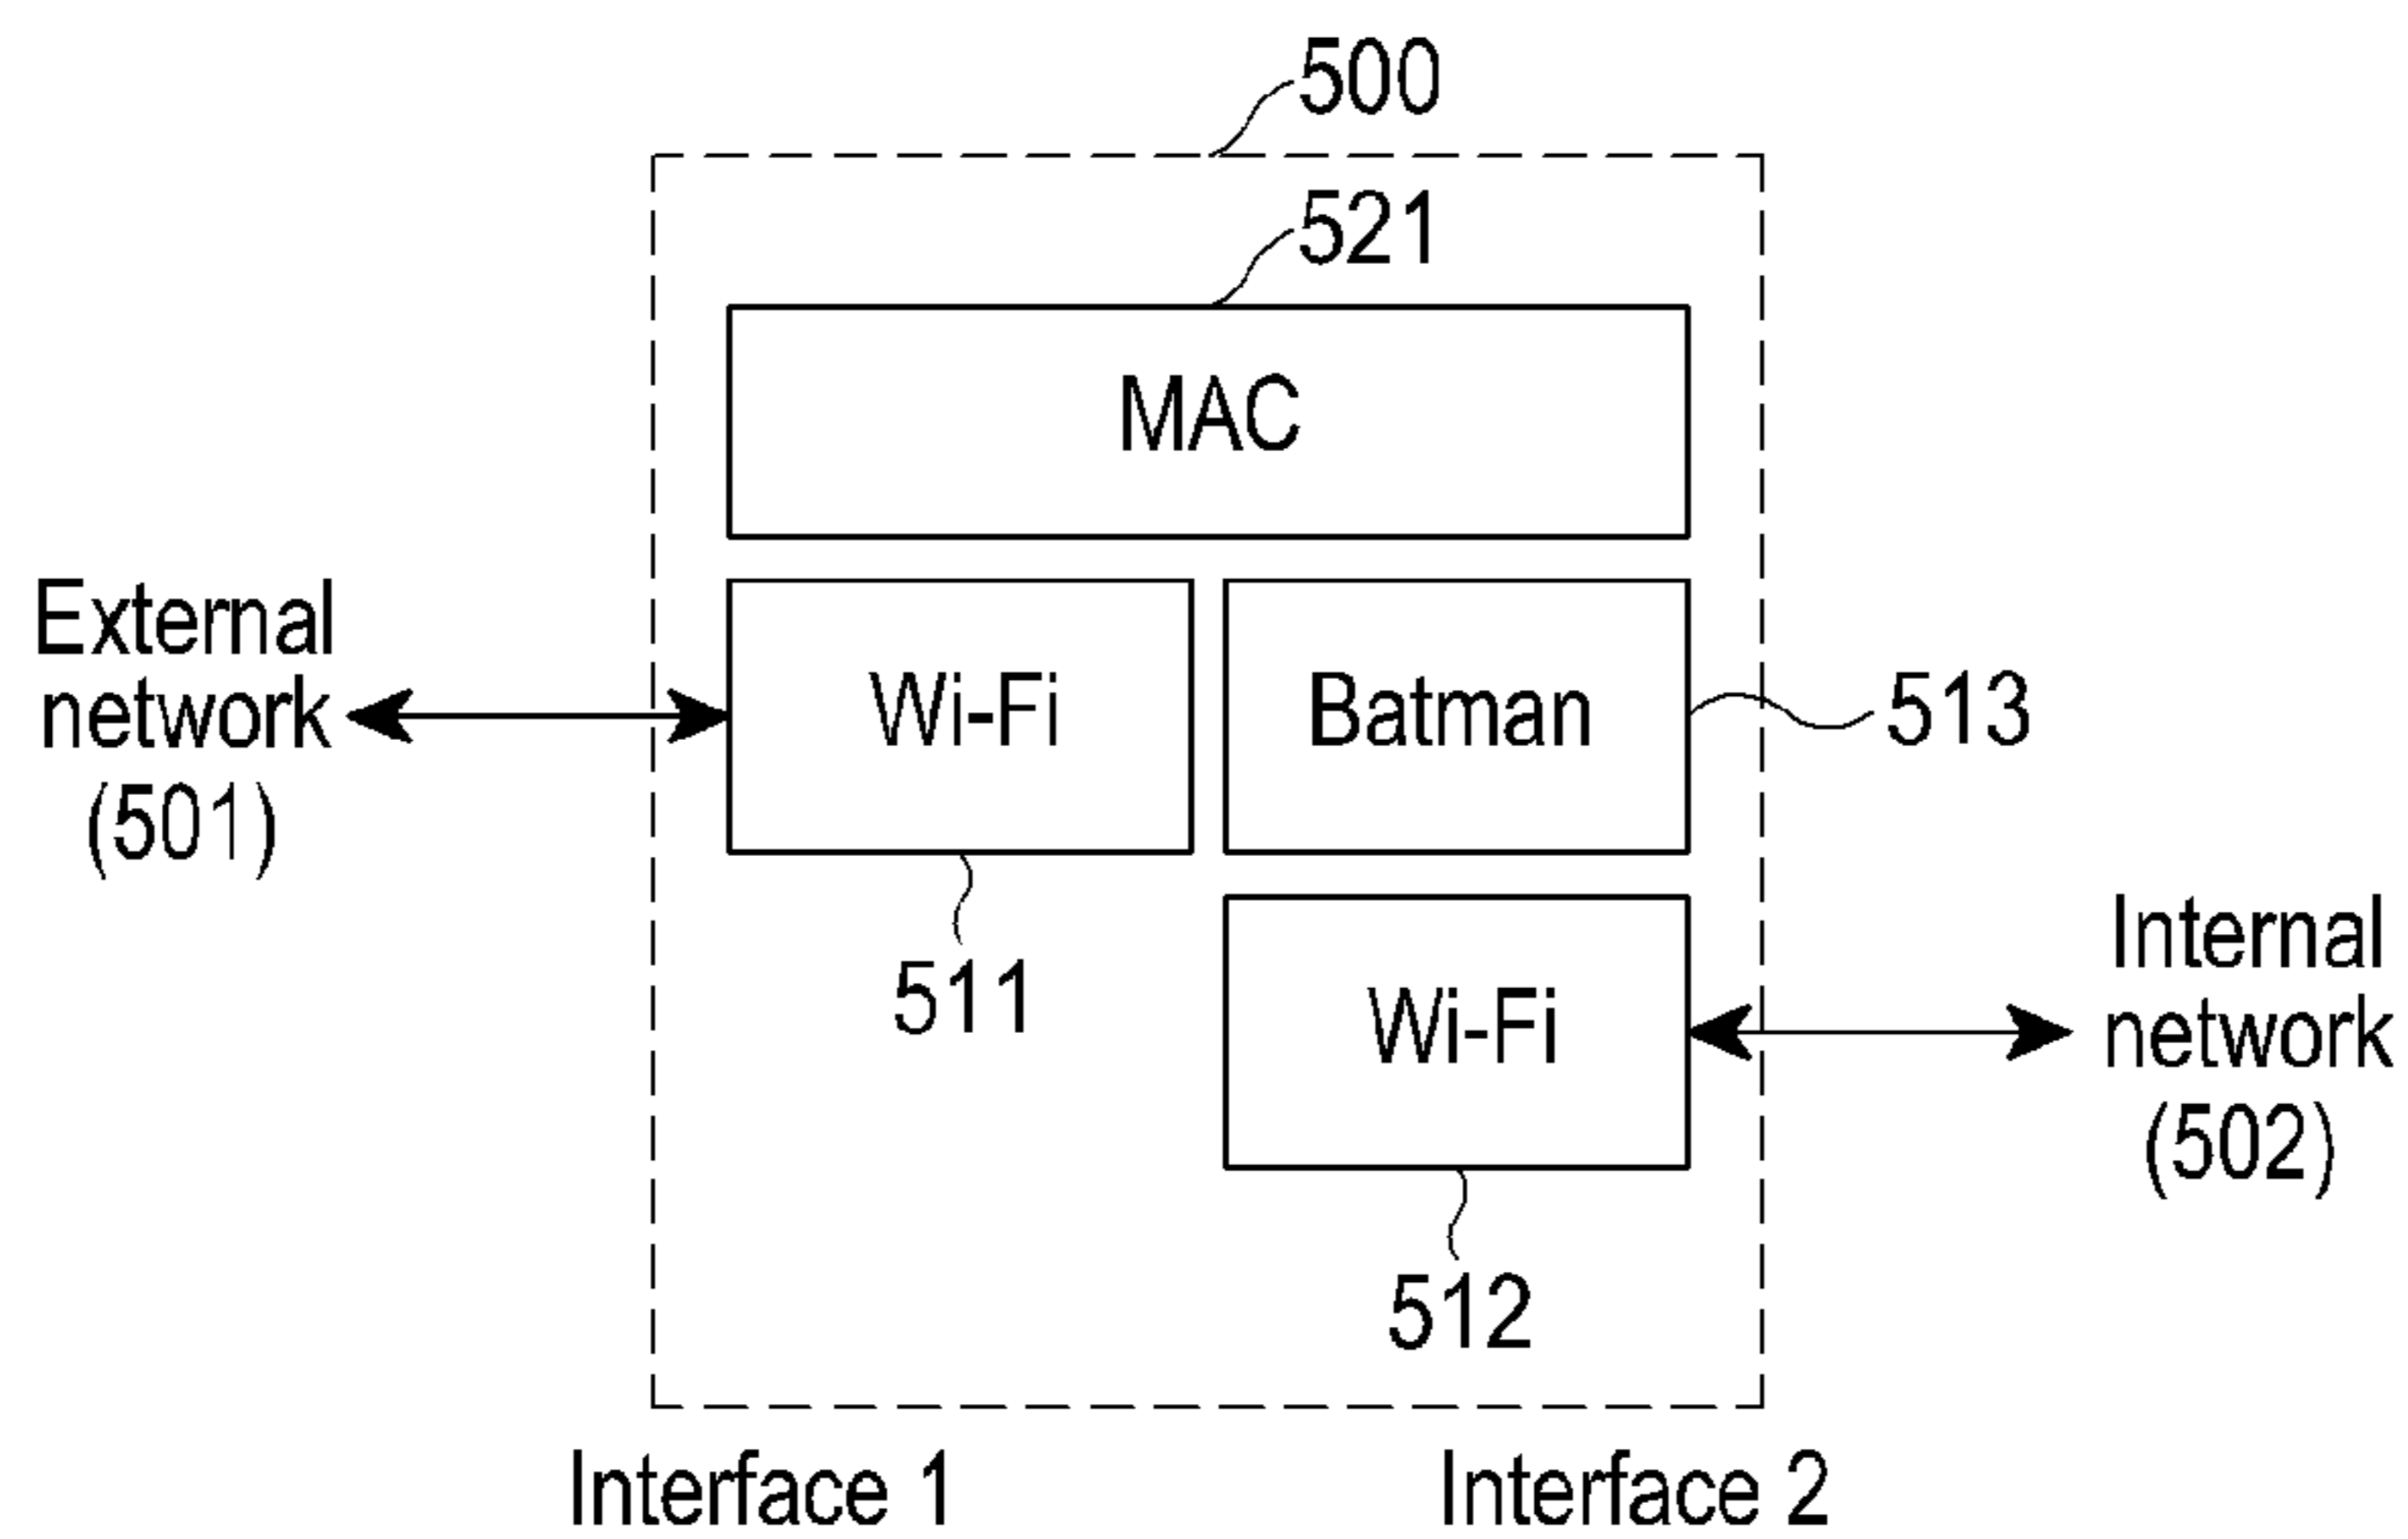 500
521
MAC
External
network
(501)
Wi-Fi
Batman
513
511
Wi-Fi
Internal
network
(502)
512
Interface 1
Interface 2